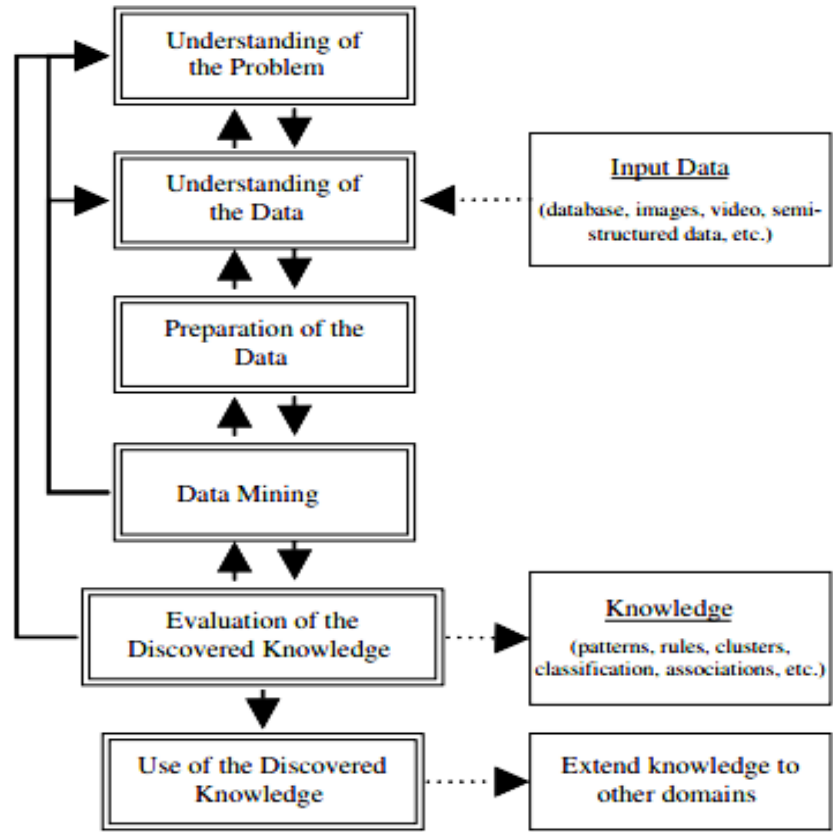 Understanding of
the Problem
Understanding of
the Data
Input Data
(database, images, video, semi-
structured data, etc.)
Preparation of the
Data
Data Mining
Evaluation of the
Discovered Knowledge
Knowledge
(patterns, rules, clusters,
classification, associations, etc.)
Use of the Discovered
Knowledge
Extend knowledge to
other domains